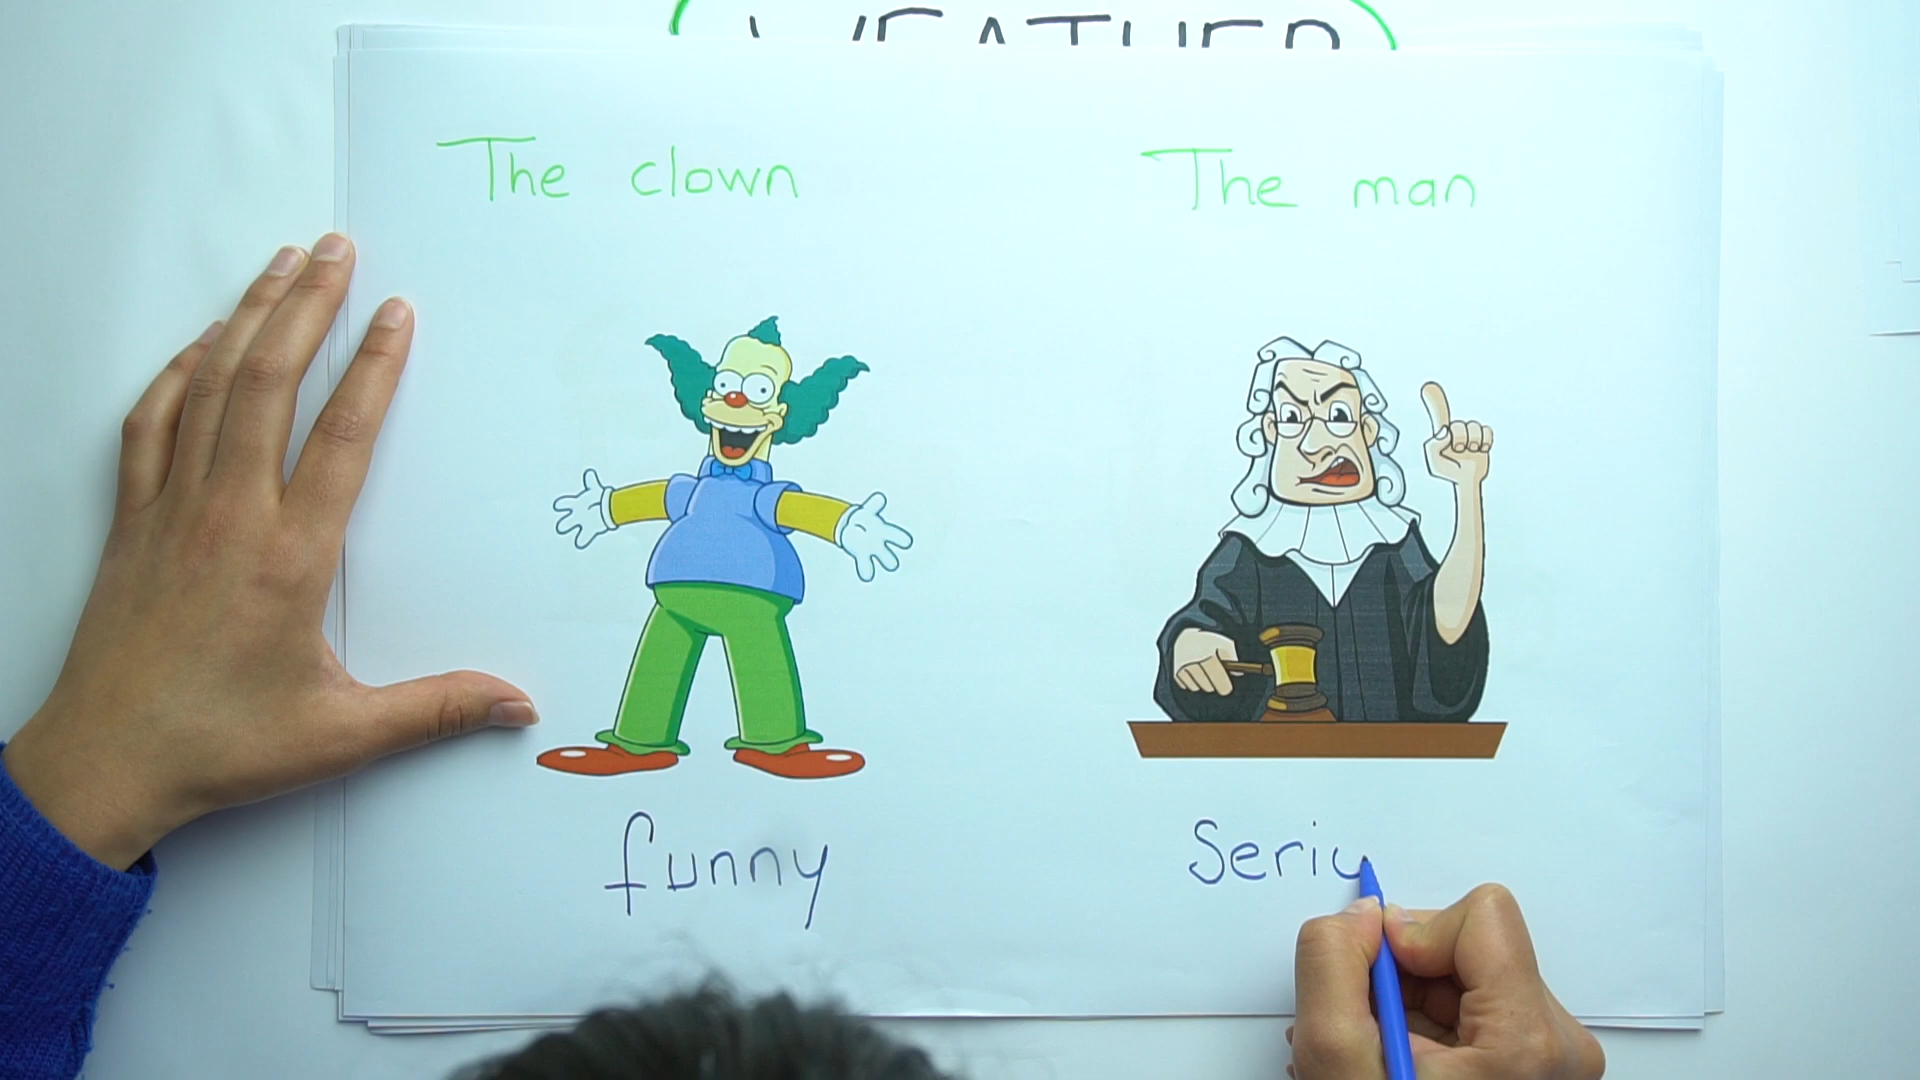 The clown
The man
funny
Seriu